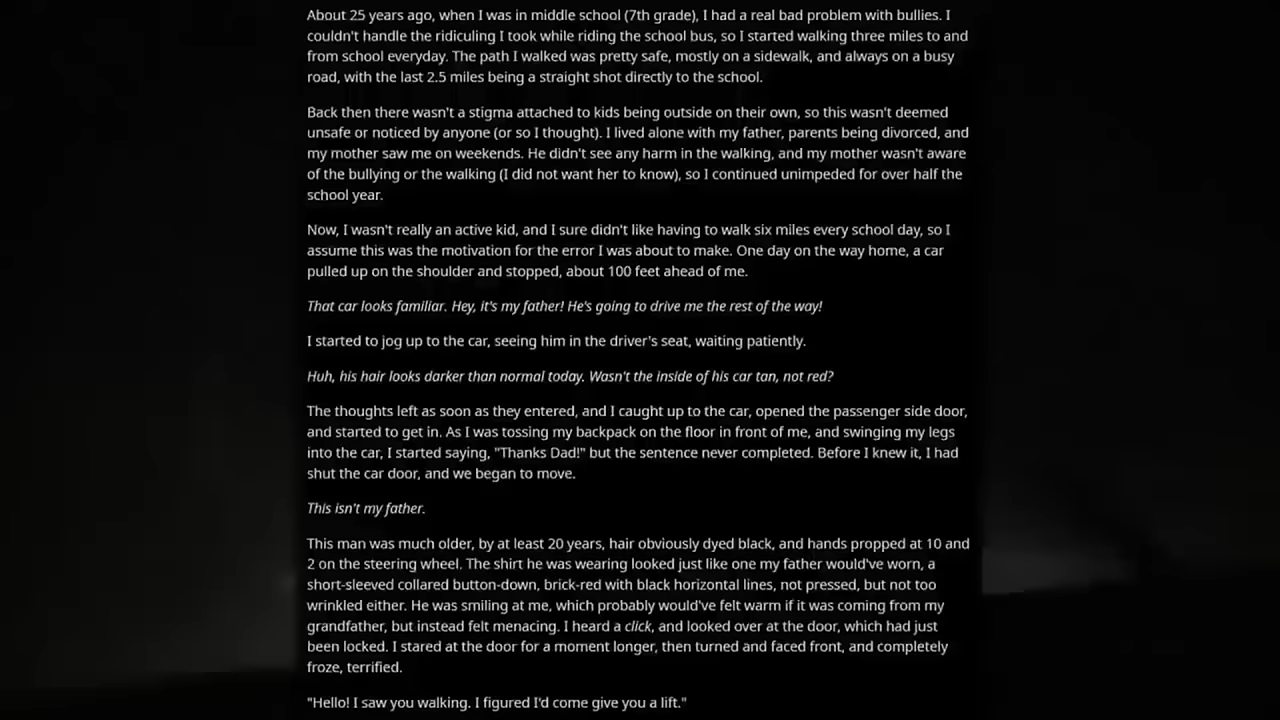 About 25 years ago, when I was in middle school (7th grade), I had a real bad problem with bullies. I
couldn't handle the ridiculing I took while riding the school bus, so I started walking three miles to and
from school everyday. The path I walked was pretty safe, mostly on a sidewalk, and always on a busy
road, with the last 2.5 miles being a straight shot directly to the school.
Back then there wasn't a stigma attached to kids being outside on their own, so this wasn't deemed
unsafe or noticed by anyone (or so I thought). I lived alone with my father, parents being divorced, and
my mother saw me on weekends. He didn't see any harm in the walking, and my mother wasn't aware
of the bullying or the walking (I did not want her to know), so I continued unimpeded for over half the
school year.
Now, I wasn't really an active kid, and I sure didn't like having to walk six miles every school day, so I
assume this was the motivation for the error I was about to make. One day on the way home, a car
pulled up on the shoulder and stopped, about 100 feet ahead of me.
That car looks familiar. Hey, it's my father! He's going to drive me the rest of the way!
I started to jog up to the car, seeing him in the driver's seat, waiting patiently.
Huh, his hair looks darker than normal today. Wasn't the inside of his car tan, not red?
The thoughts left as soon as they entered, and I caught up to the car, opened the passenger side door,
and started to get in. As I was tossing my backpack on the floor in front of me, and swinging my legs
into the car, I started saying, "Thanks Dad!" but the sentence never completed. Before I knew it, I had
shut the car door, and we began to move.
This isn't my father.
This man was much older, by at least 20 years, hair obviously dyed black, and hands propped at 10 and
2 on the steering wheel. The shirt he was wearing looked just like one my father would've worn, a
short-sleeved collared button-down, brick-red with black horizontal lines, not pressed, but not too
wrinkled either. He was smiling at me, which probably would've felt warm if it was coming from my
grandfather, but instead felt menacing. I heard a click, and looked over at the door, which had just
been locked. I stared at the door for a moment longer, then turned and faced front, and completely
froze, terrified.
"Hello! I saw you walking. I figured I'd come give you a lift."